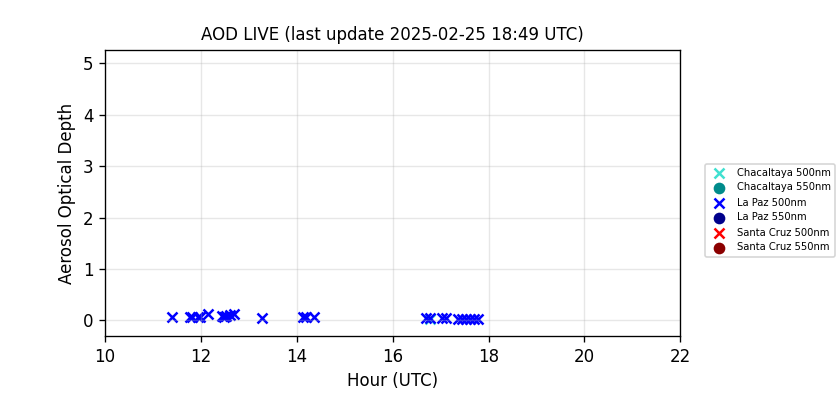 AOD LIVE (last update 2025-02-25 18:49 UTC)
Aerosol Optical Depth
5
4
3
2
1
0
10 12 14 16 18 20 22
Hour (UTC)
Chacaltaya 500nm
Chacaltaya 550nm
La Paz 500nm
La Paz 550nm
Santa Cruz 500nm
Santa Cruz 550nm